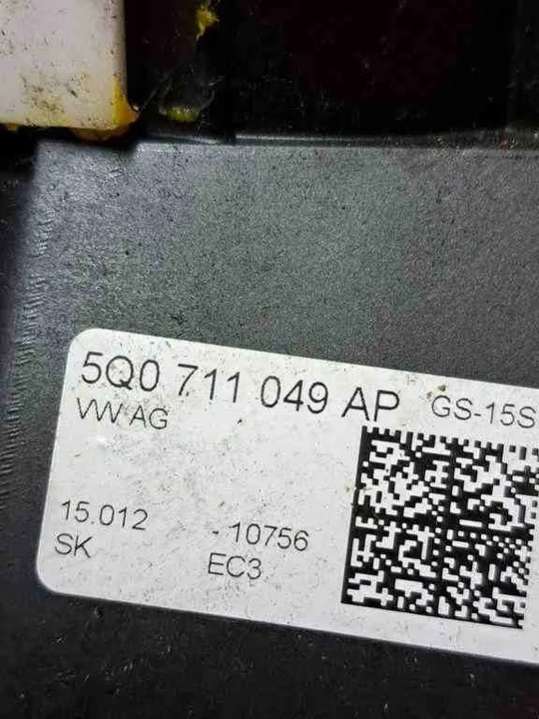 5Q0 711 049 AP GS-15S
VW AG
15.012 - 10756
SK EC3